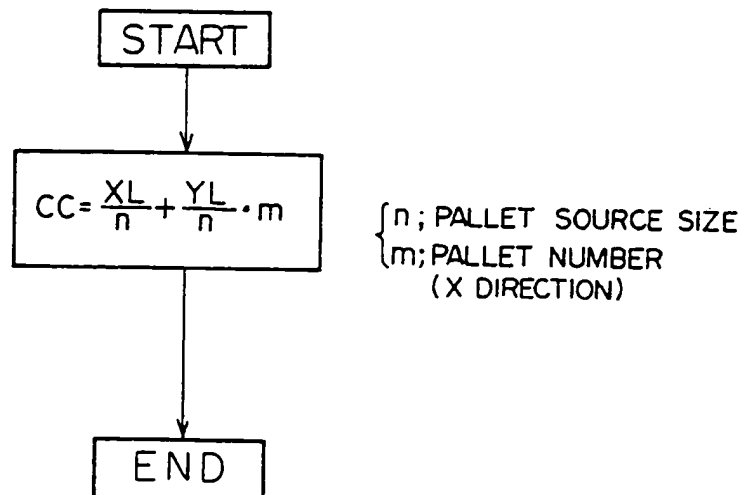 START
CC= XL/n + YL/n · m
n; PALLET SOURCE SIZE
m; PALLET NUMBER
(X DIRECTION)
END